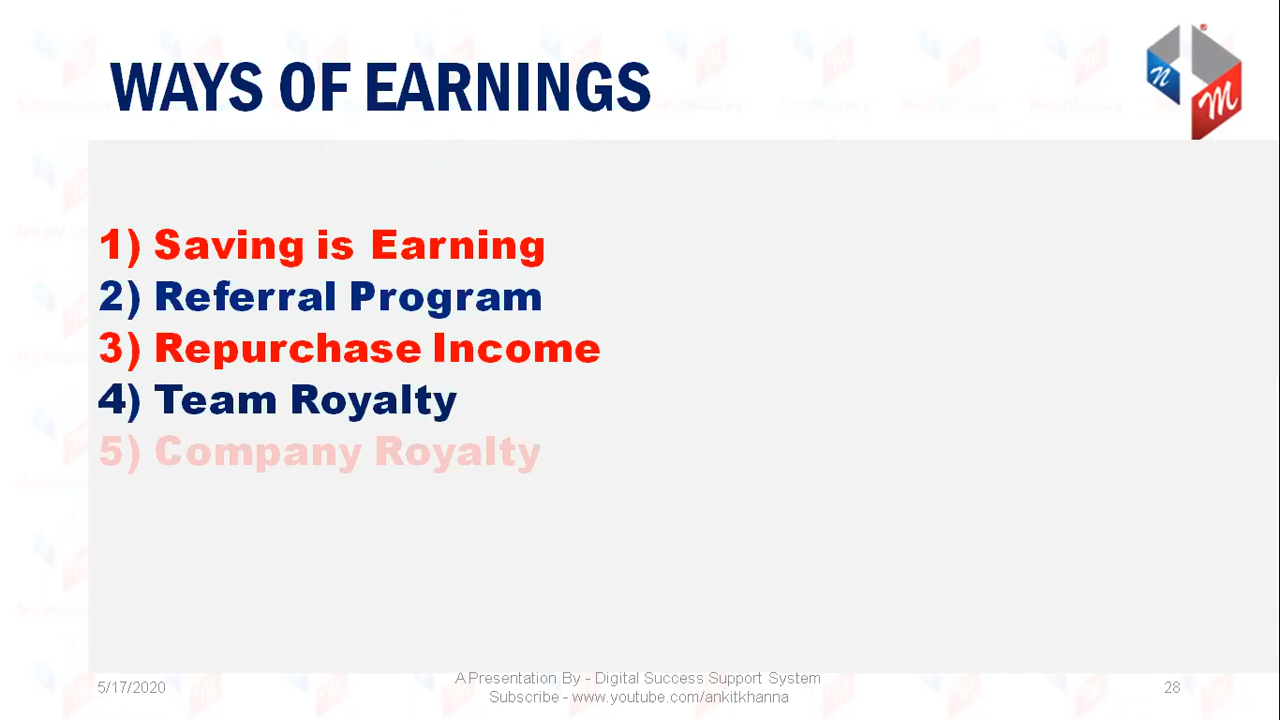 WAYS OF EARNINGS
n
M
®
1) Saving is Earning
2) Referral Program
3) Repurchase Income
4) Team Royalty
5) Company Royalty
5/17/2020
A Presentation By - Digital Success Support System
Subscribe - www.youtube.com/ankitkhanna
28